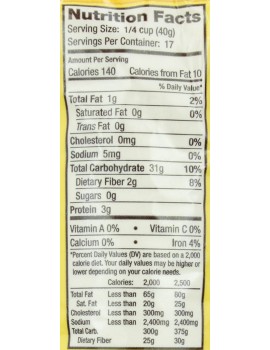 Nutrition Facts
Serving Size: 1/4 cup (40g)
Servings Per Container: 17
Amount Per Serving
Calories 140 Calories from Fat 10
% Daily Value*
Total Fat 1g 2%
Saturated Fat 0g 0%
Trans Fat 0g
Cholesterol 0mg 0%
Sodium 5mg 0%
Total Carbohydrate 31g 10%
Dietary Fiber 2g 8%
Sugars 0g
Protein 3g
Vitamin A 0% • Vitamin C 0%
Calcium 0% • Iron 4%
*Percent Daily Values (DV) are based on a 2,000
calorie diet. Your daily values may be higher or
lower depending on your calorie needs.
Calories: 2,000 2,500
Total Fat Less than 65g 80g
Sat. Fat Less than 20g 25g
Cholesterol Less than 300mg 300mg
Sodium Less than 2,400mg 2,400mg
Total Carb. 300g 375g
Dietary Fiber 25g 30g